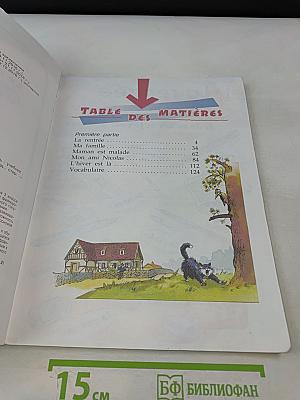 TABLE DES MATIÈRES
Première partie
La rentrée
Ma famille 34
Maman est malade 62
Mon ami Nicolas 84
L'hiver est là 112
Vocabulaire 124
15 см
БФ БИБЛИОФАН